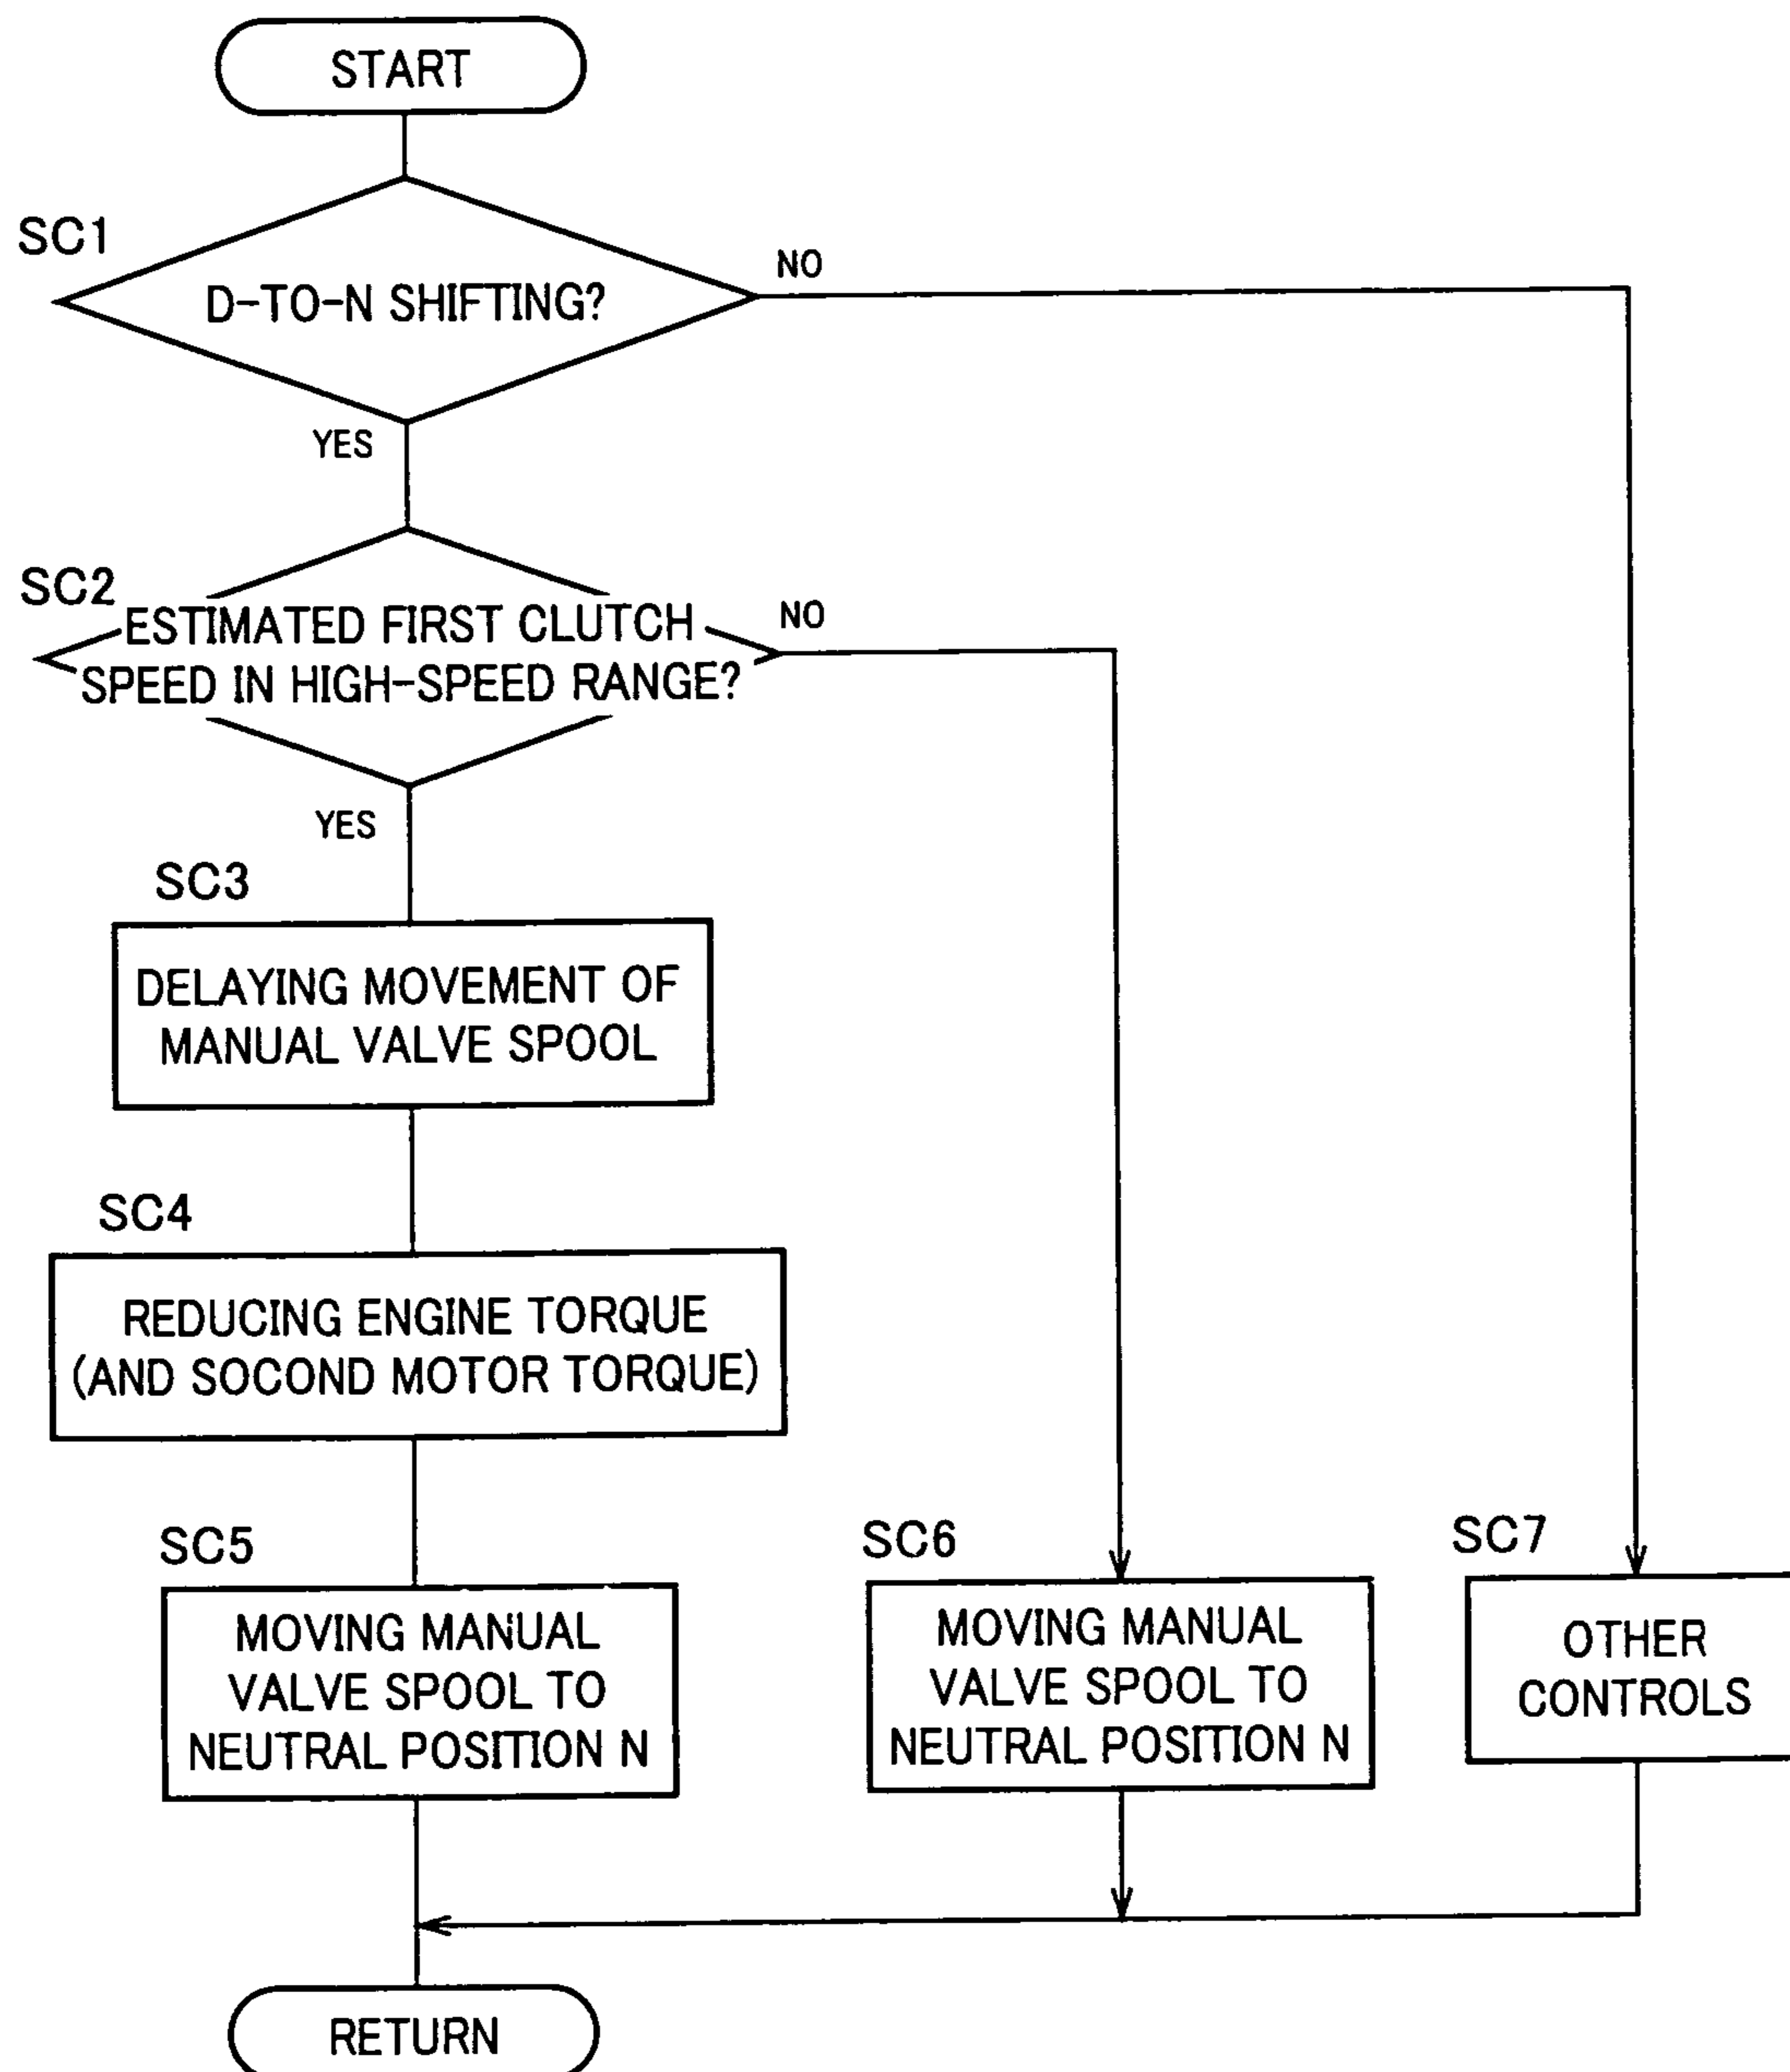 START
SC1
D-TO-N SHIFTING?
NO
YES
SC2
ESTIMATED FIRST CLUTCH
SPEED IN HIGH-SPEED RANGE?
NO
YES
SC3
DELAYING MOVEMENT OF
MANUAL VALVE SPOOL
SC4
REDUCING ENGINE TORQUE
(AND SOCOND MOTOR TORQUE)
SC5
MOVING MANUAL
VALVE SPOOL TO
NEUTRAL POSITION N
SC6
MOVING MANUAL
VALVE SPOOL TO
NEUTRAL POSITION N
SC7
OTHER
CONTROLS
RETURN